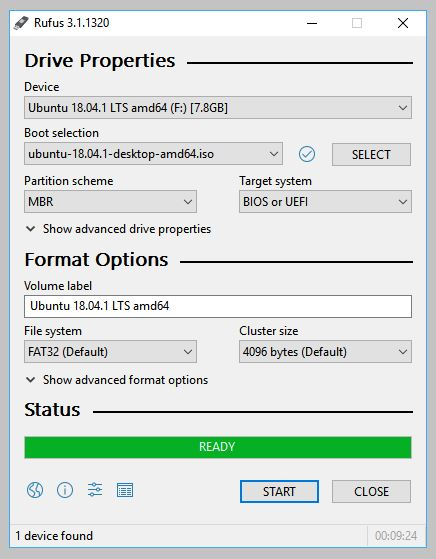 Rufus 3.1.1320
Drive Properties
Device
Ubuntu 18.04.1 LTS amd64 (F:) [7.8GB]
Boot selection
ubuntu-18.04.1-desktop-amd64.iso
SELECT
Partition scheme
Target system
MBR
BIOS or UEFI
Show advanced drive properties
Format Options
Volume label
Ubuntu 18.04.1 LTS amd64
File system
Cluster size
FAT32 (Default)
4096 bytes (Default)
Show advanced format options
Status
READY
START
CLOSE
1 device found
00:09:24